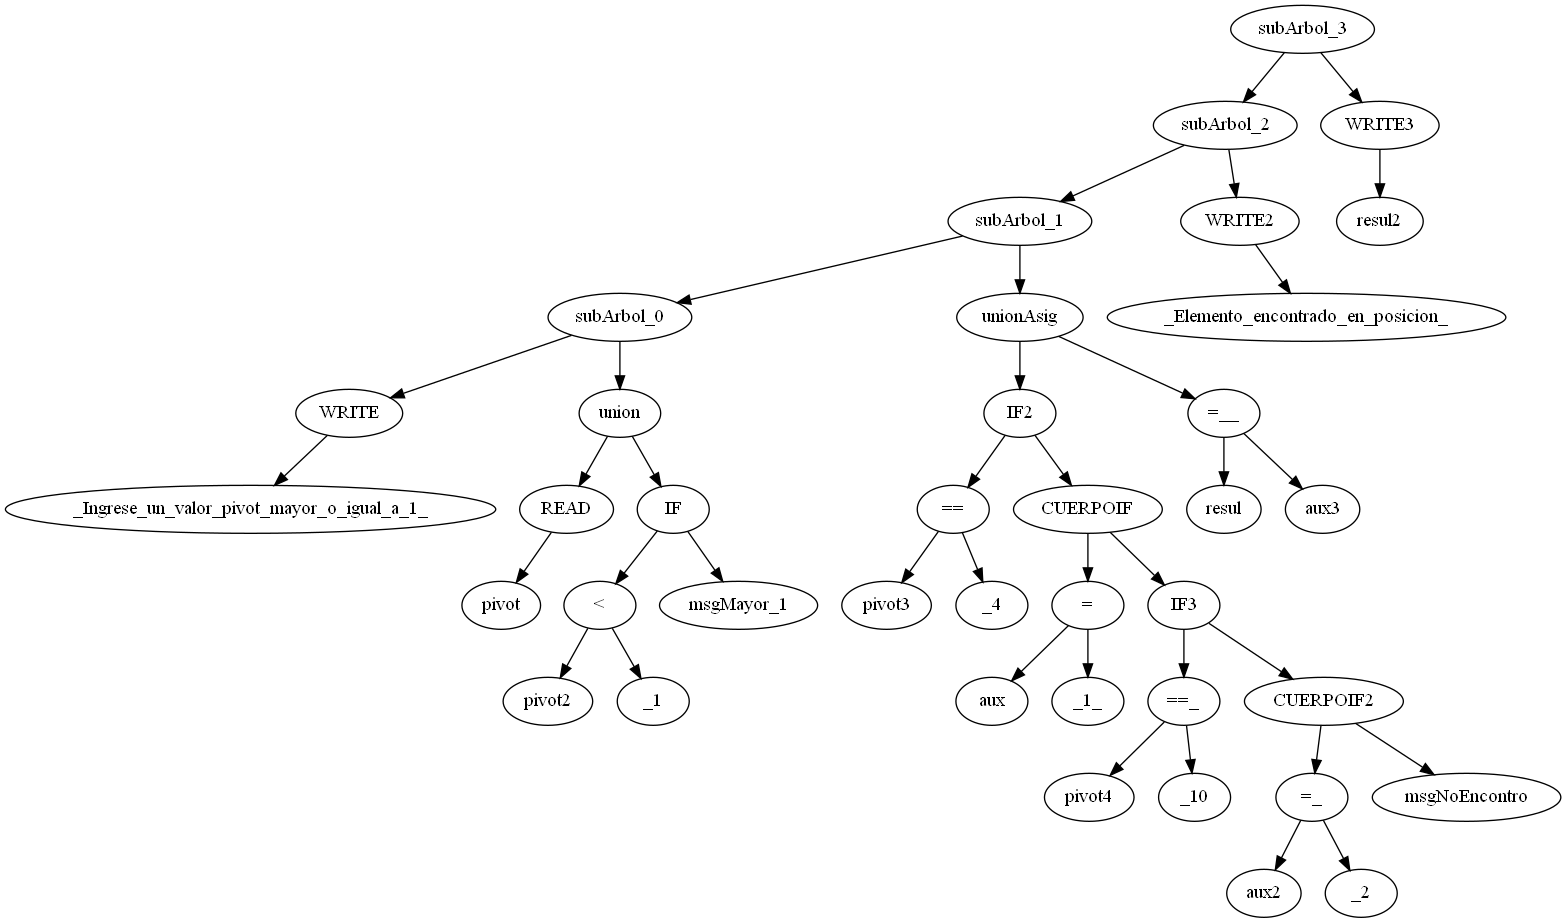 subArbol_3
subArbol_2
WRITE3
subArbol_1
WRITE2
resul2
subArbol_0
unionAsig
_Elemento_encontrado_en_posicion_
WRITE
union
IF2
=__
_Ingrese_un_valor_pivot_mayor_o_igual_a_1_
READ
IF
==
CUERPOIF
resul
aux3
pivot
<
msgMayor_1
pivot3
_4
=
IF3
pivot2
_1
aux
_1_
==_
CUERPOIF2
pivot4
_10
=_
msgNoEncontro
aux2
_2